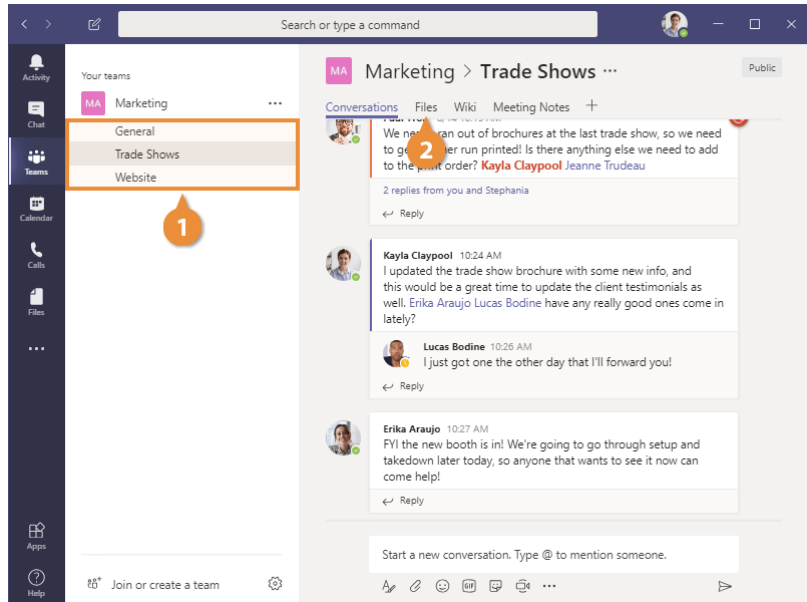 Search or type a command
Activity
Chat
Teams
Calendar
Calls
Files
Apps
Help
Your teams
MA Marketing
General
Trade Shows
Website
1
Join or create a team
MA Marketing > Trade Shows
Public
Conversations Files Wiki Meeting Notes
2
We ran out of brochures at the last trade show, so we need
to run printed! Is there anything else we need to add
to the order? Kayla Claypool Jeanne Trudeau
2 replies from you and Stephania
Reply
Kayla Claypool 10:24 AM
I updated the trade show brochure with some new info, and
this would be a great time to update the client testimonials as
well. Erika Araujo Lucas Bodine have any really good ones come in
lately?
Lucas Bodine 10:26 AM
I just got one the other day that I'll forward you!
Reply
Erika Araujo 10:27 AM
FYI the new booth is in! We're going to go through setup and
takedown later today, so anyone that wants to see it now can
come help!
Reply
Start a new conversation. Type @ to mention someone.
GIF